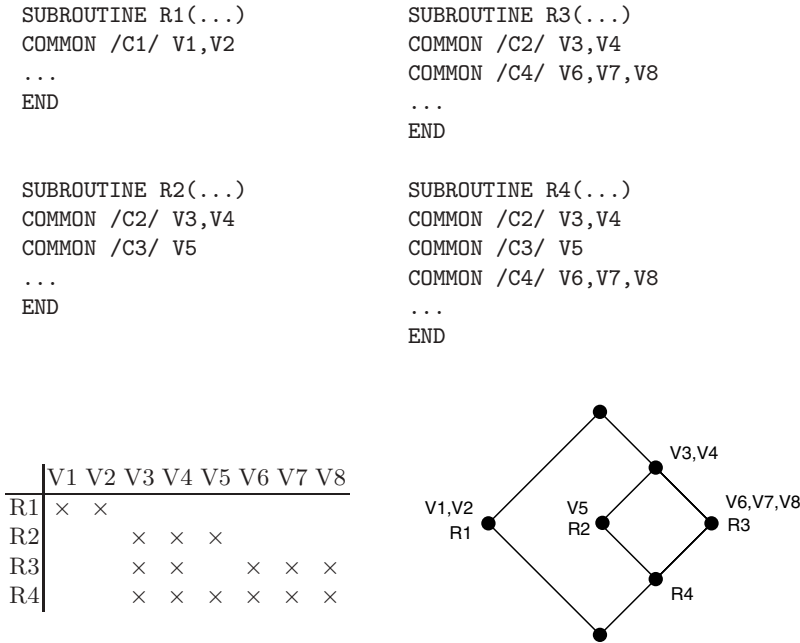 SUBROUTINE R1(...)
COMMON /C1/ V1,V2
...
END
SUBROUTINE R3(...)
COMMON /C2/ V3,V4
COMMON /C4/ V6,V7,V8
...
END
SUBROUTINE R2(...)
COMMON /C2/ V3,V4
COMMON /C3/ V5
...
END
SUBROUTINE R4(...)
COMMON /C2/ V3,V4
COMMON /C3/ V5
COMMON /C4/ V6,V7,V8
...
END
V1 V2 V3 V4 V5 V6 V7 V8
R1 × ×
R2 × × ×
R3 × × × × ×
R4 × × × × × ×
V3,V4
V1,V2
R1
V5
R2
V6,V7,V8
R3
R4